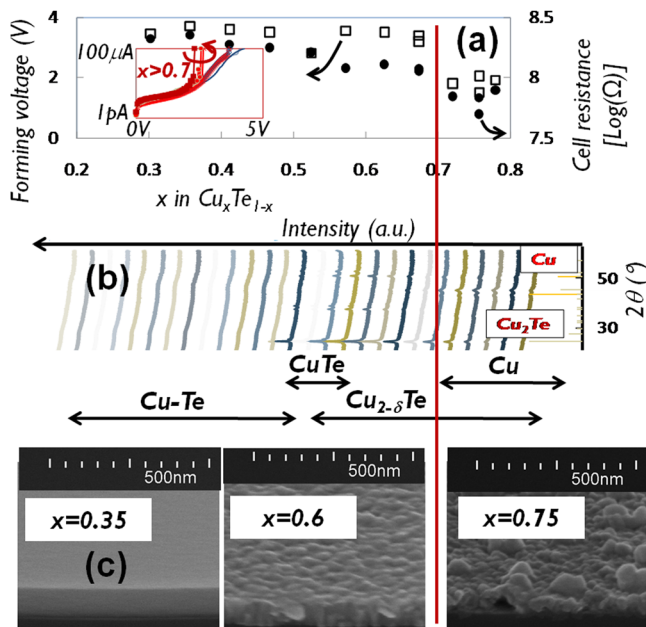 4
2
0
Forming voltage (V)
8.5
8
7.5
Cell resistance
[Log(Ω)]
(a)
100μA
x>0.7
1pA
0V
5V
0.2
0.3
0.4
0.5
0.6
0.7
0.8
x in CuxTe1-x
Intensity (a.u.)
(b)
Cu
Cu2Te
50
30
2θ (°)
CuTe
Cu
Cu-Te
Cu2-δTe
500nm
500nm
500nm
x=0.35
x=0.6
x=0.75
(c)